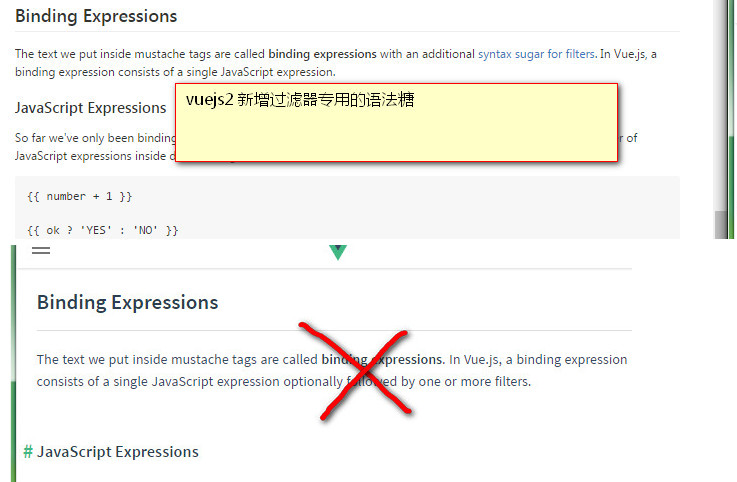 Binding Expressions
The text we put inside mustache tags are called binding expressions with an additional syntax sugar for filters. In Vue.js, a
binding expression consists of a single JavaScript expression.
JavaScript Expressions
vuejs2 新增过滤器专用的语法糖
So far we've only been binding er of
JavaScript expressions inside d
{{ number + 1 }}
{{ ok ? 'YES' : 'NO' }}
Binding Expressions
The text we put inside mustache tags are called binding expressions. In Vue.js, a binding expression
consists of a single JavaScript expression optionally followed by one or more filters.
# JavaScript Expressions